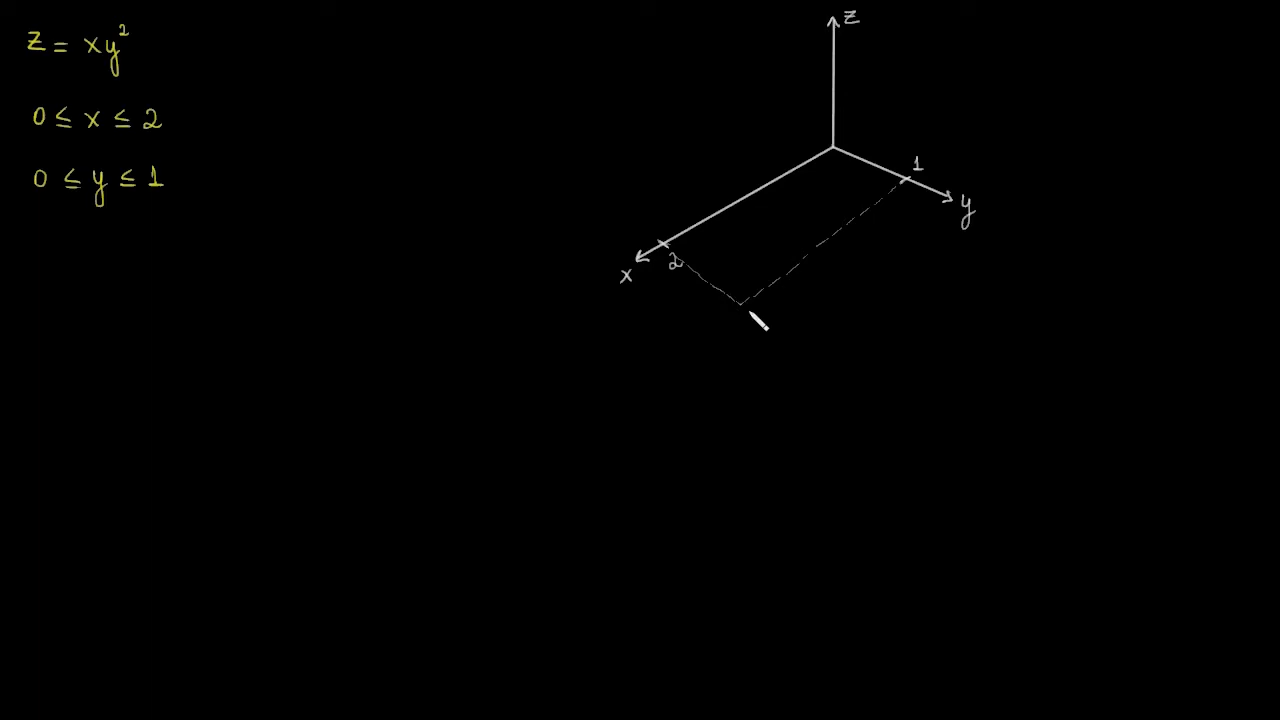 z = xy²
0 ≤ x ≤ 2
0 ≤ y ≤ 1
z
1
y
2
x